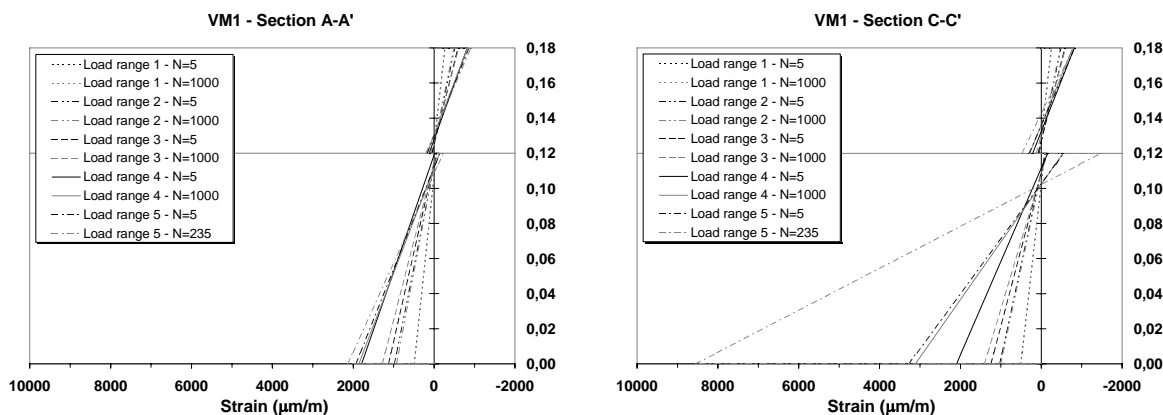 VM1 - Section A-A'
Load range 1 - N=5
Load range 1 - N=1000
Load range 2 - N=5
Load range 2 - N=1000
Load range 3 - N=5
Load range 3 - N=1000
Load range 4 - N=5
Load range 4 - N=1000
Load range 5 - N=5
Load range 5 - N=235
0,18
0,16
0,14
0,12
0,10
0,08
0,06
0,04
0,02
0,00
10000 8000 6000 4000 2000 0 -2000
Strain (μm/m)
VM1 - Section C-C'
Load range 1 - N=5
Load range 1 - N=1000
Load range 2 - N=5
Load range 2 - N=1000
Load range 3 - N=5
Load range 3 - N=1000
Load range 4 - N=5
Load range 4 - N=1000
Load range 5 - N=5
Load range 5 - N=235
0,18
0,16
0,14
0,12
0,10
0,08
0,06
0,04
0,02
0,00
10000 8000 6000 4000 2000 0 -2000
Strain (μm/m)